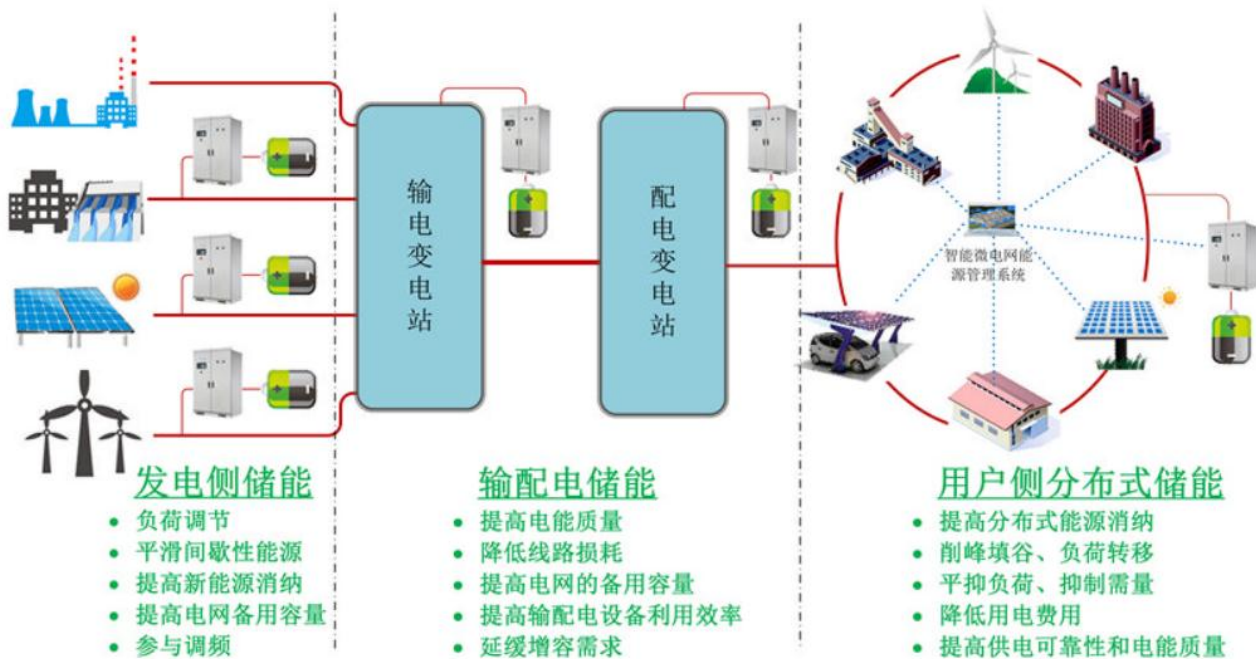 输电变电站
配电变电站
智能微电网能
源管理系统
发电侧储能
• 负荷调节
• 平滑间歇性能源
• 提高新能源消纳
• 提高电网备用容量
• 参与调频
输配电储能
• 提高电能质量
• 降低线路损耗
• 提高电网的备用容量
• 提高输配电设备利用效率
• 延缓增容需求
用户侧分布式储能
• 提高分布式能源消纳
• 削峰填谷、负荷转移
• 平抑负荷、抑制需量
• 降低用电费用
• 提高供电可靠性和电能质量